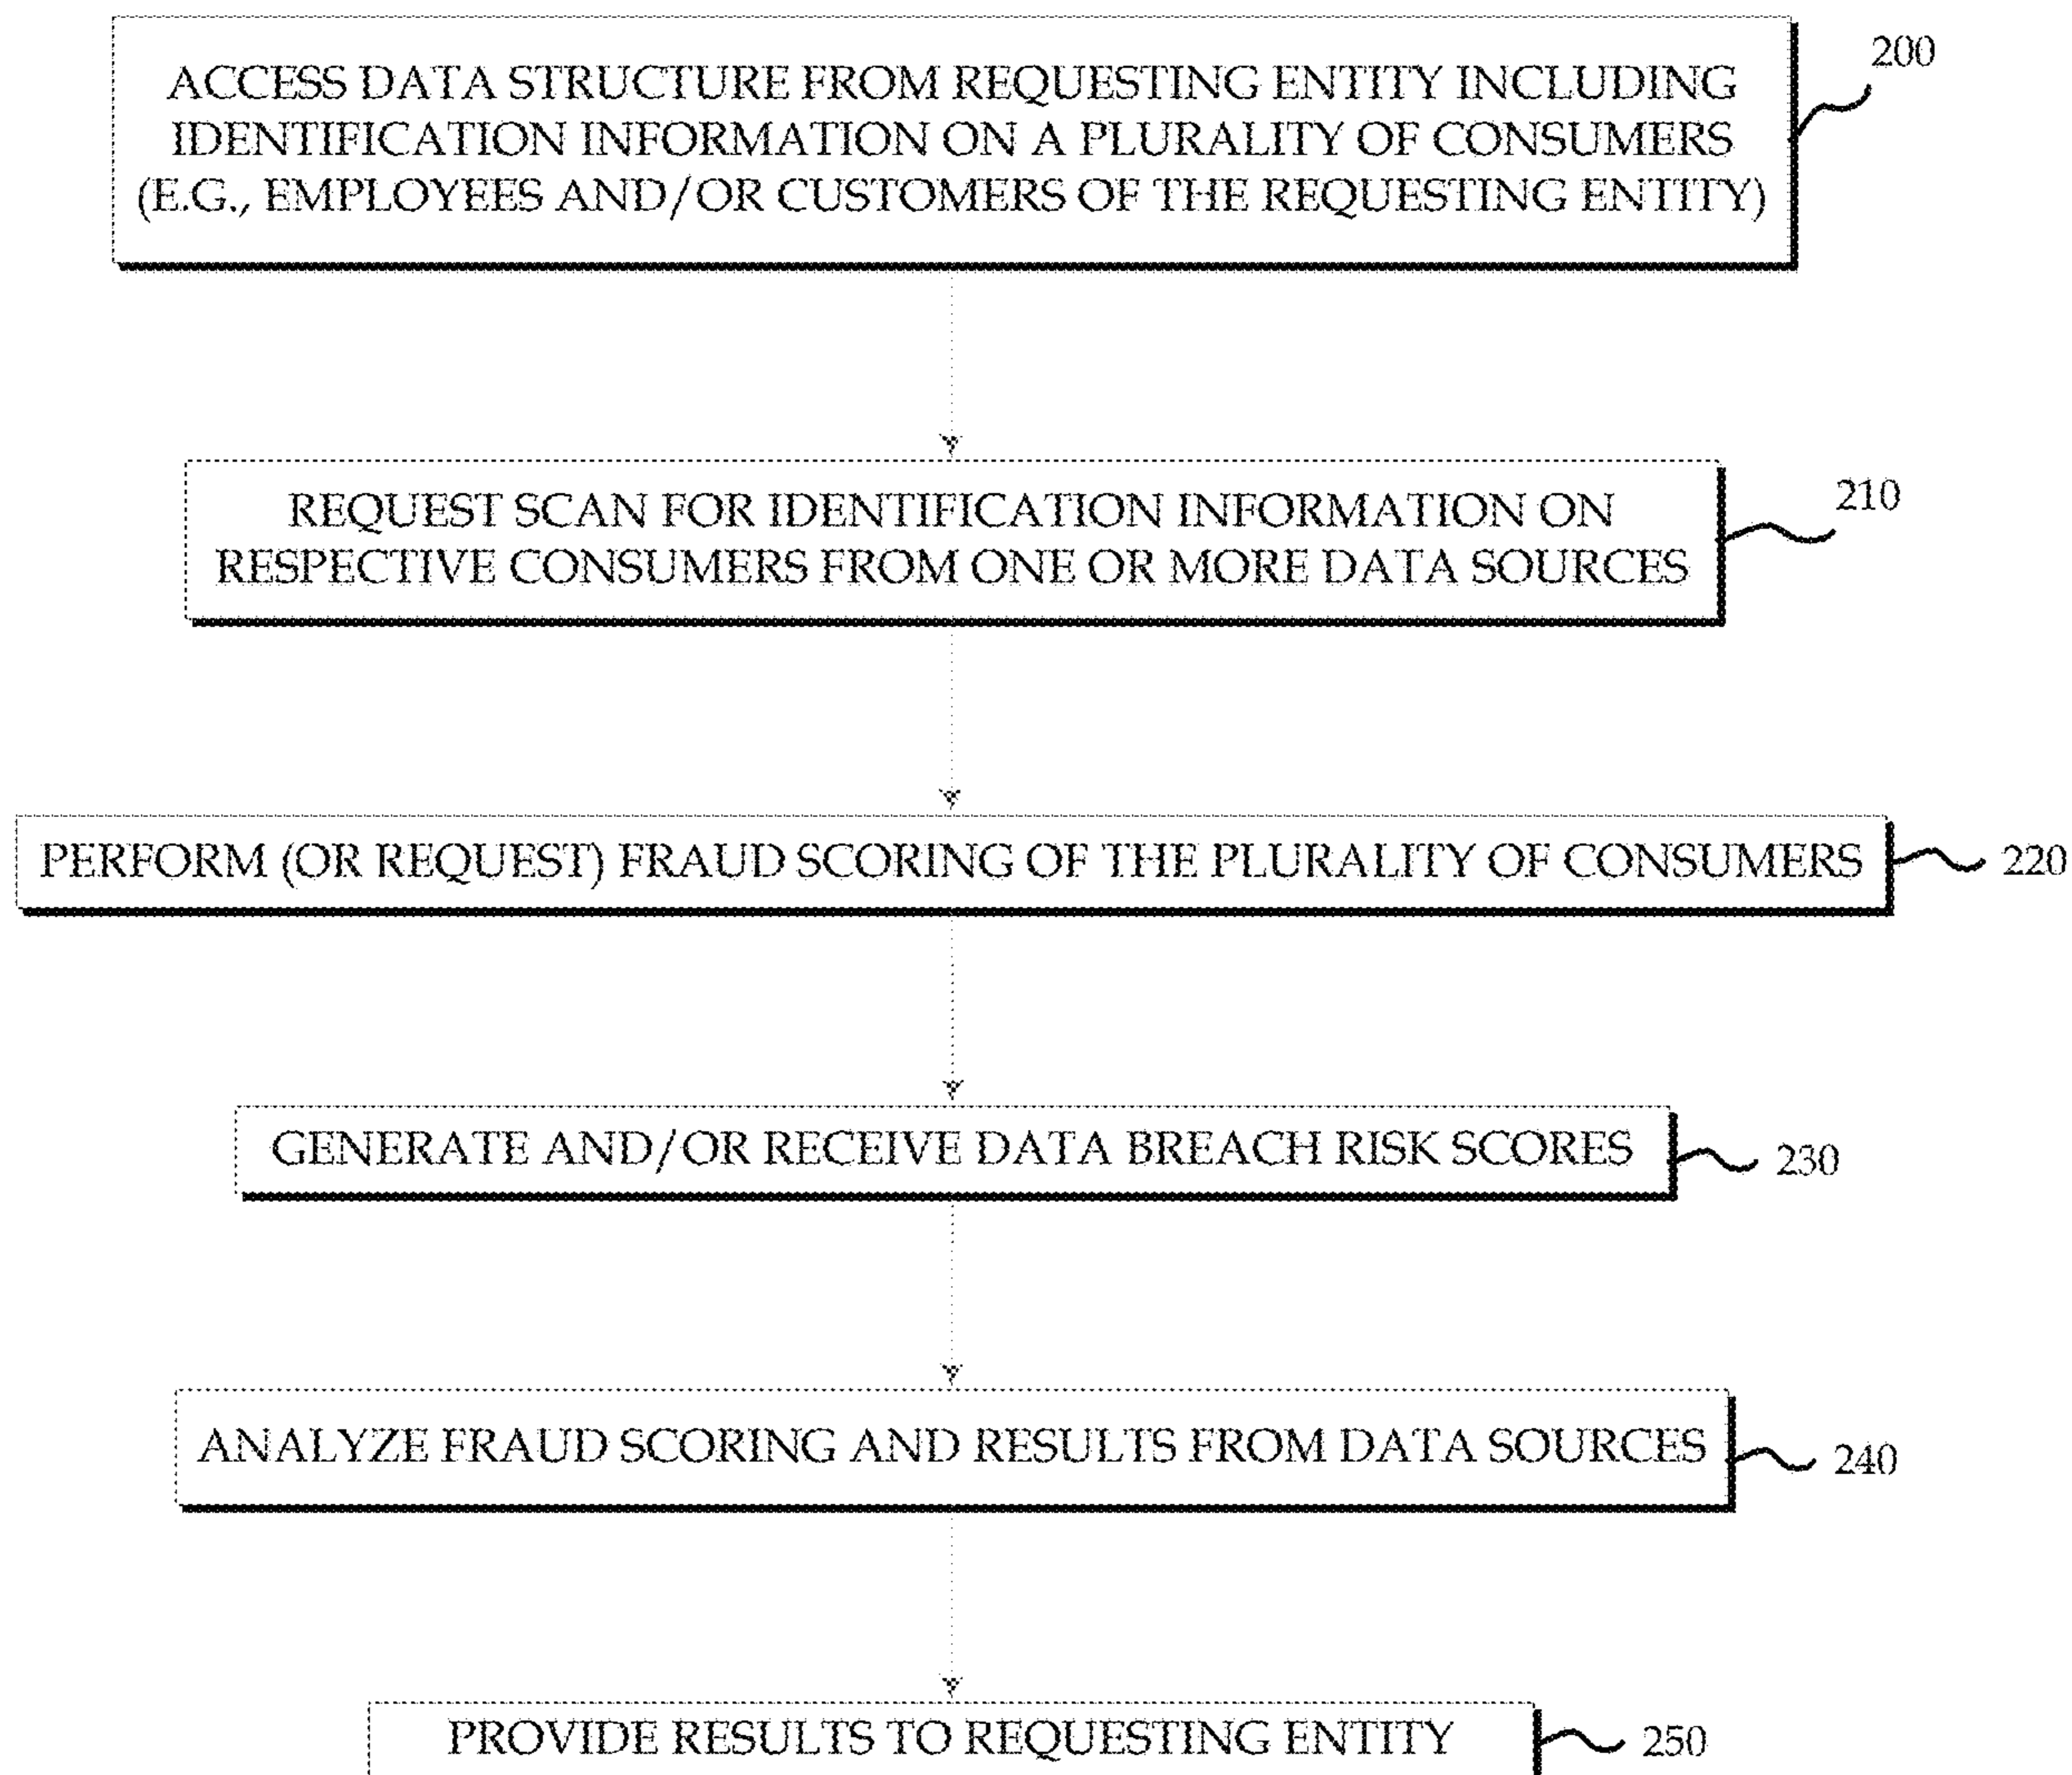 ACCESS DATA STRUCTURE FROM REQUESTING ENTITY INCLUDING
IDENTIFICATION INFORMATION ON A PLURALITY OF CONSUMERS
(E.G., EMPLOYEES AND/OR CUSTOMERS OF THE REQUESTING ENTITY)
200
REQUEST SCAN FOR IDENTIFICATION INFORMATION ON
RESPECTIVE CONSUMERS FROM ONE OR MORE DATA SOURCES
210
PERFORM (OR REQUEST) FRAUD SCORING OF THE PLURALITY OF CONSUMERS
220
GENERATE AND/OR RECEIVE DATA BREACH RISK SCORES
230
ANALYZE FRAUD SCORING AND RESULTS FROM DATA SOURCES
240
PROVIDE RESULTS TO REQUESTING ENTITY
250